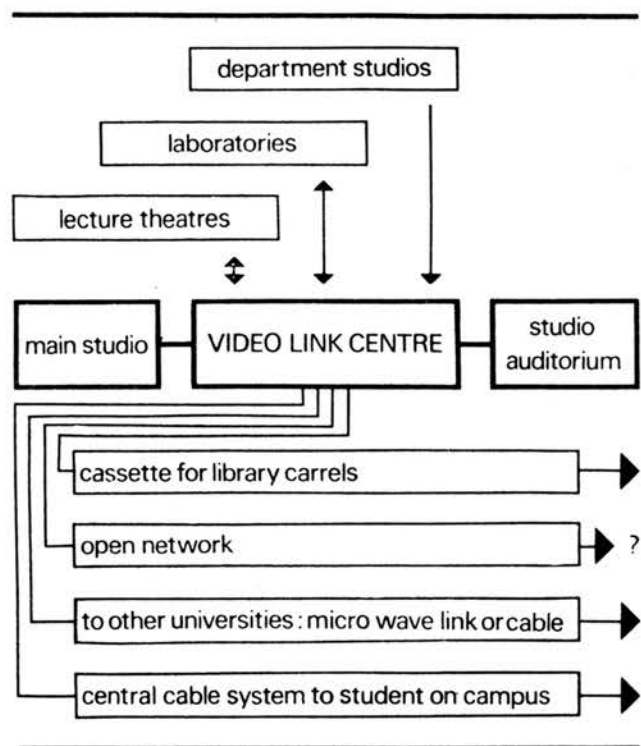 department studios
laboratories
lecture theatres
main studio
VIDEO LINK CENTRE
studio
auditorium
cassette for library carrels
open network
?
to other universities : micro wave link or cable
central cable system to student on campus